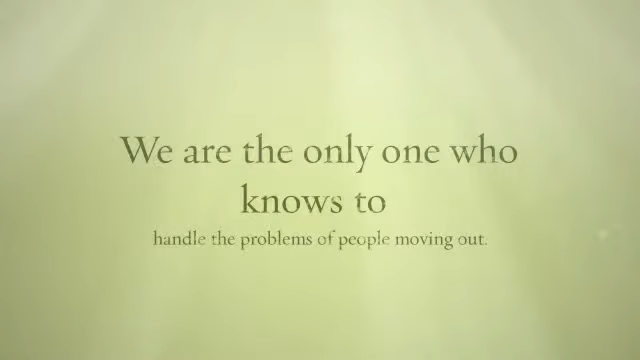 We are the only one who
knows to
handle the problems of people moving out.